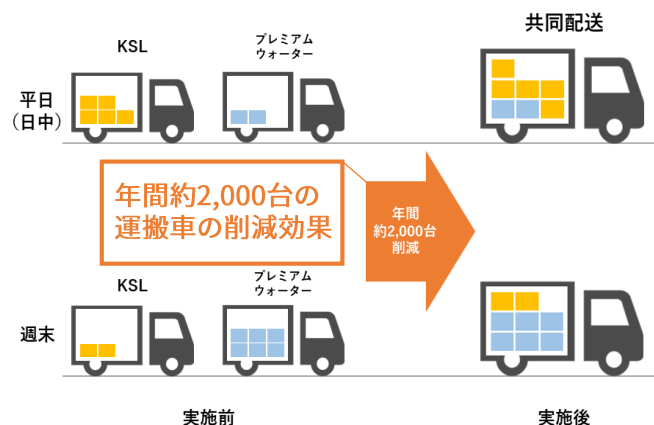 共同配送
KSL
プレミアム
ウォーター
平日
（日中）
年間約2,000台の
運搬車の削減効果
年間
約2,000台
削減
KSL
プレミアム
ウォーター
週末
実施前
実施後